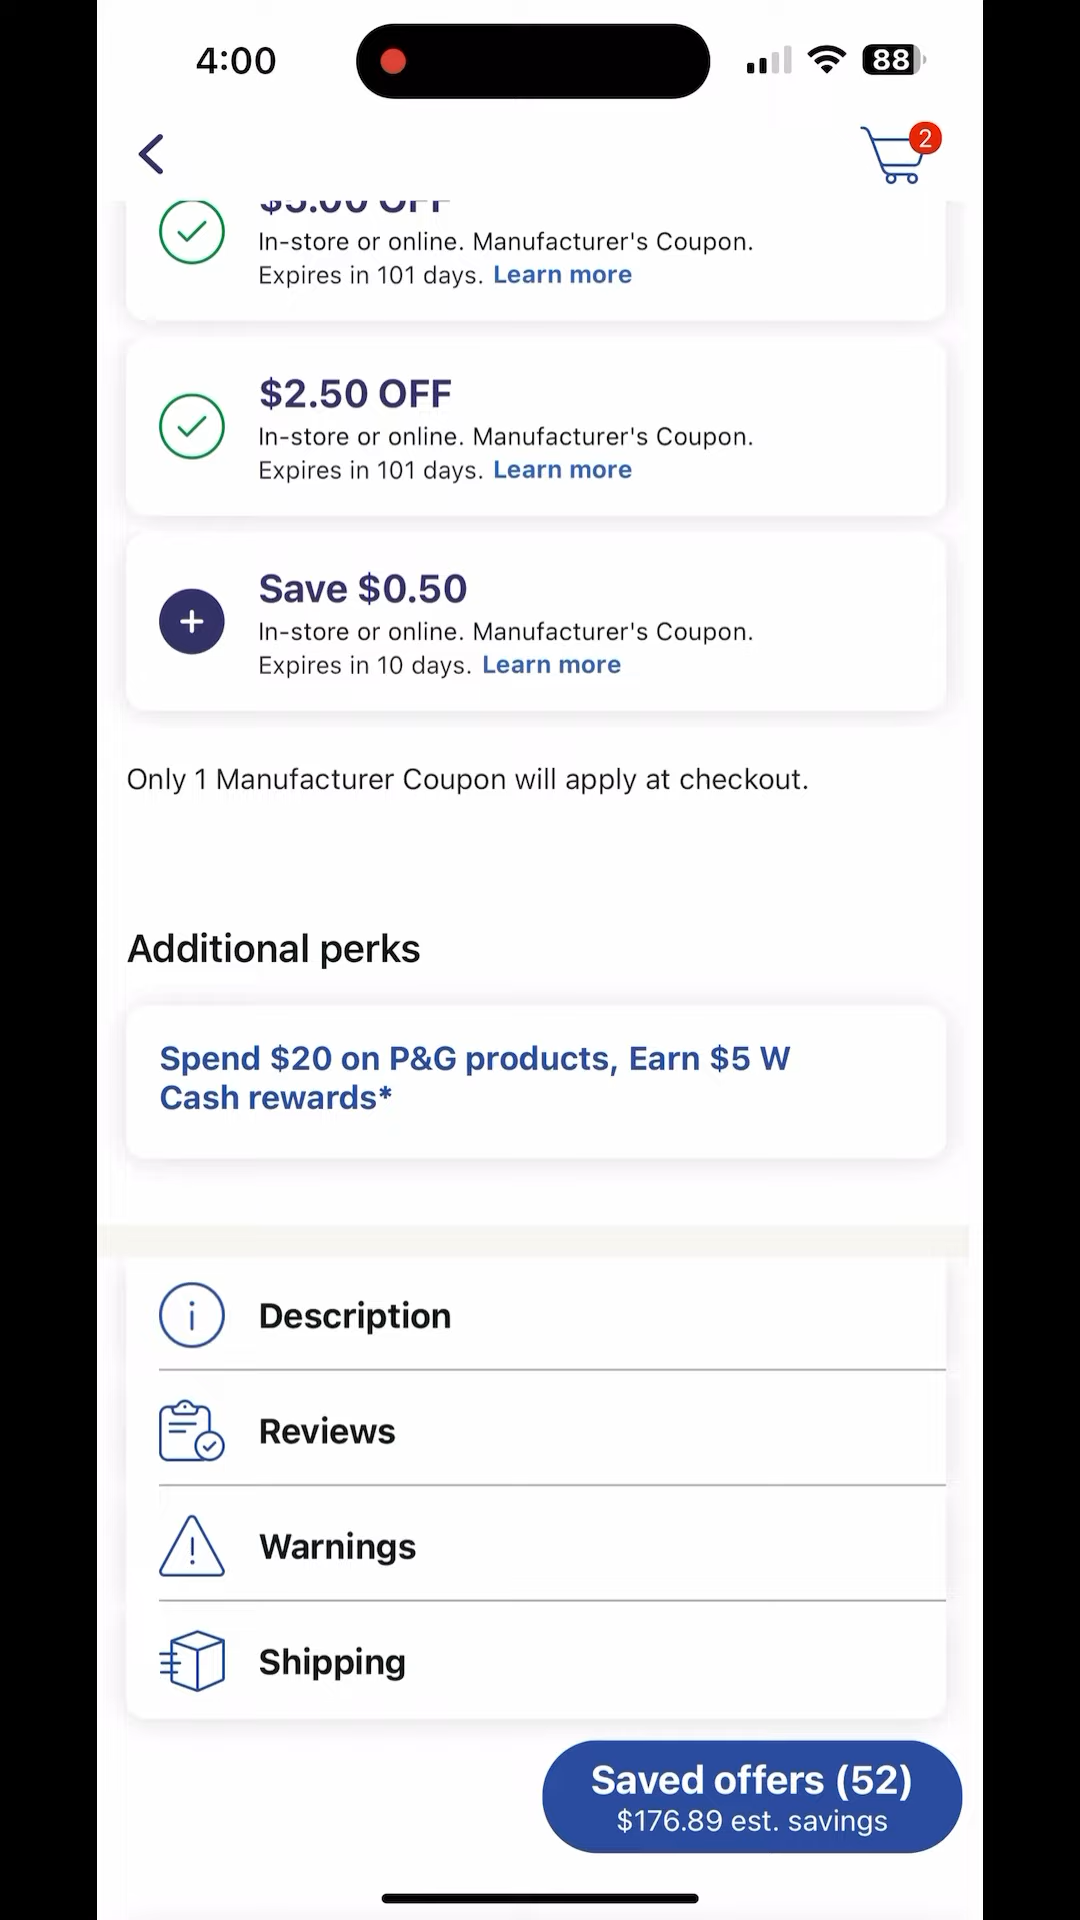 4:00
88
2
In-store or online. Manufacturer's Coupon.
Expires in 101 days. Learn more
$2.50 OFF
In-store or online. Manufacturer's Coupon.
Expires in 101 days. Learn more
Save $0.50
In-store or online. Manufacturer's Coupon.
Expires in 10 days. Learn more
Only 1 Manufacturer Coupon will apply at checkout.
Additional perks
Spend $20 on P&G products, Earn $5 W
Cash rewards*
Description
Reviews
Warnings
Shipping
Saved offers (52)
$176.89 est. savings